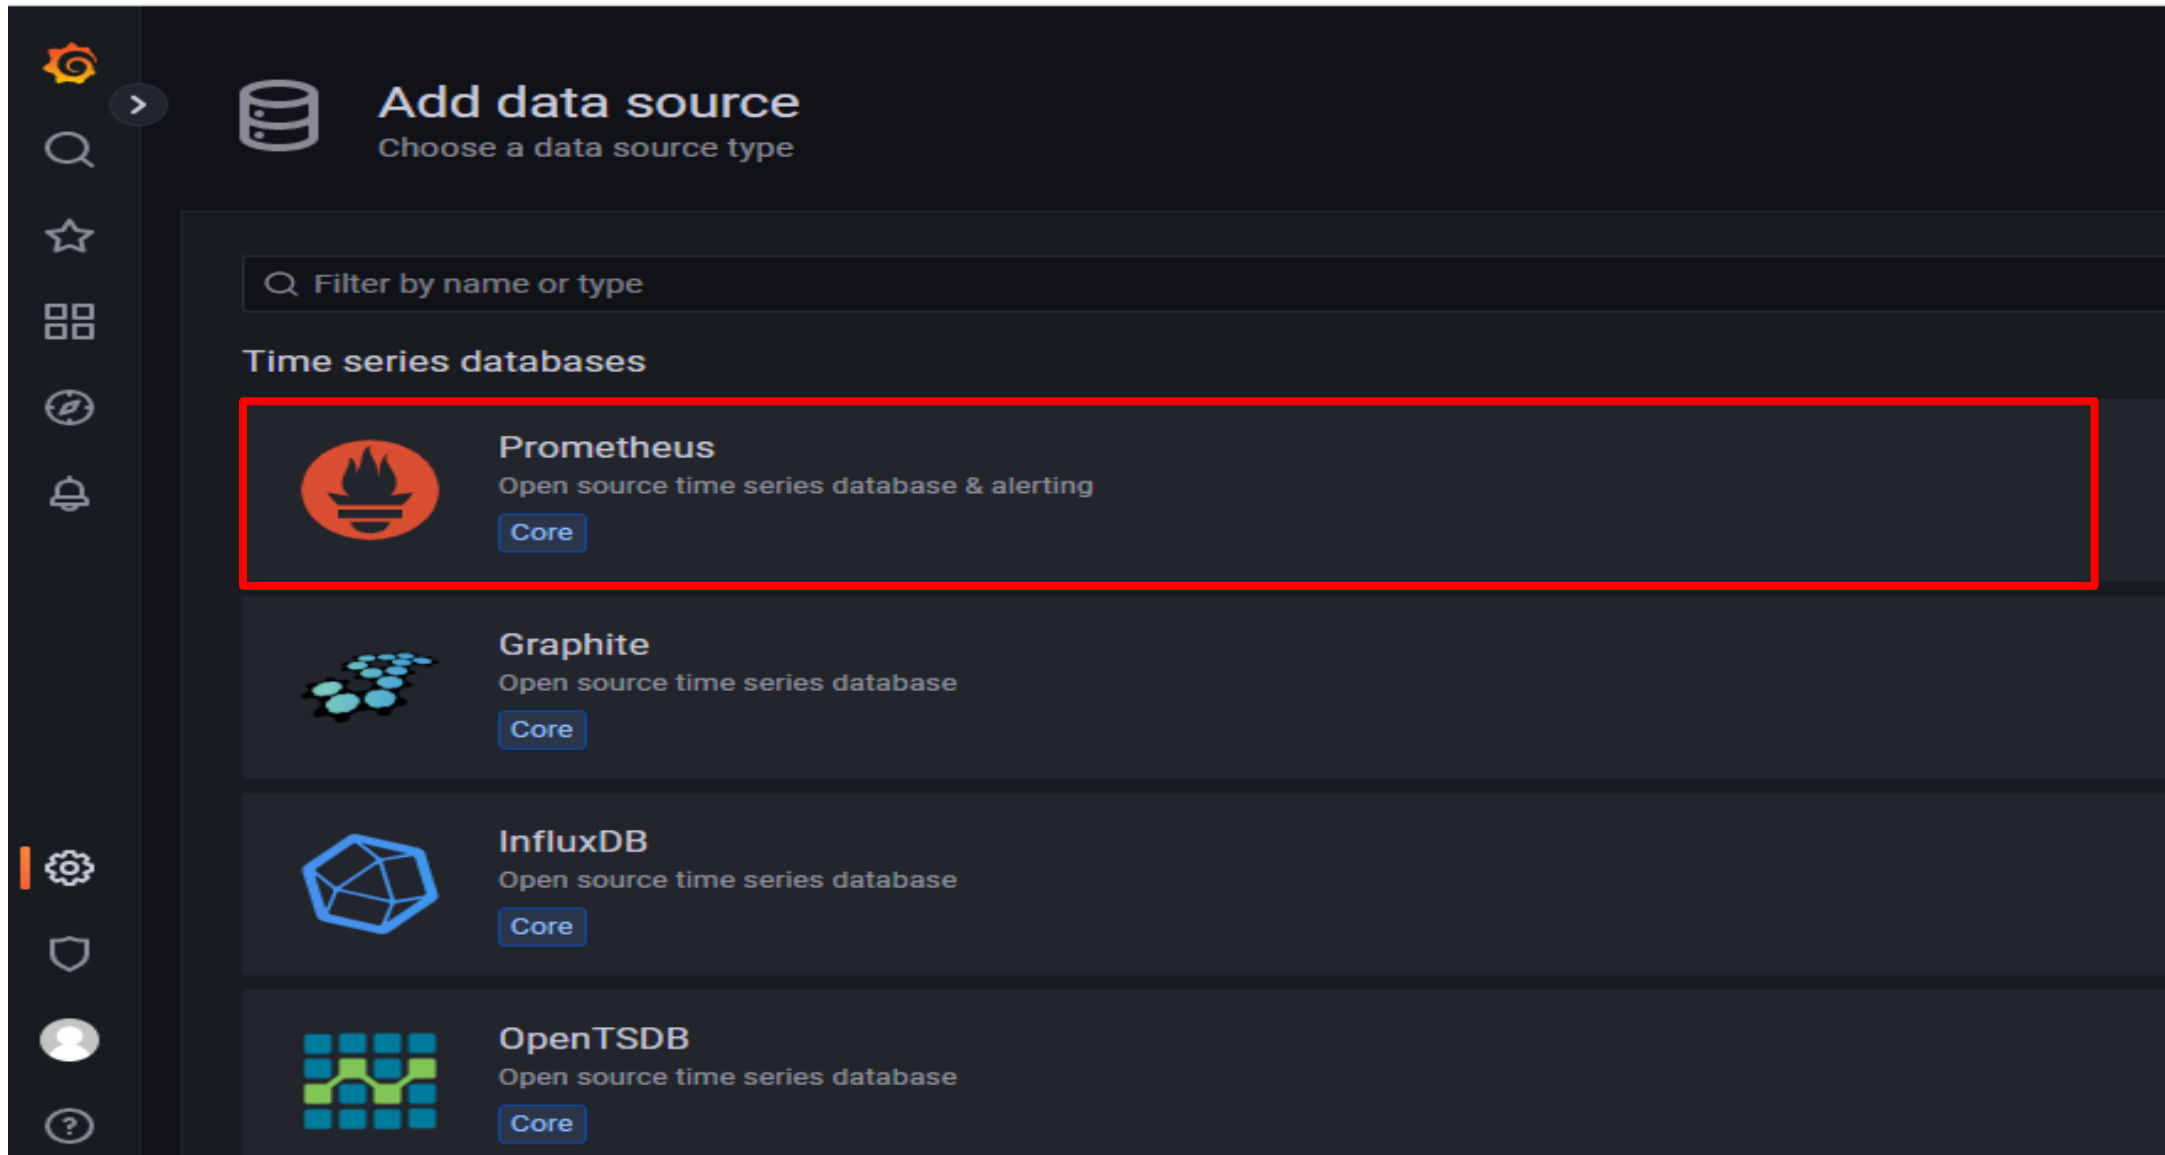 Add data source
Choose a data source type
Filter by name or type
Time series databases
Prometheus
Open source time series database & alerting
Core
Graphite
Open source time series database
Core
InfluxDB
Open source time series database
Core
OpenTSDB
Open source time series database
Core